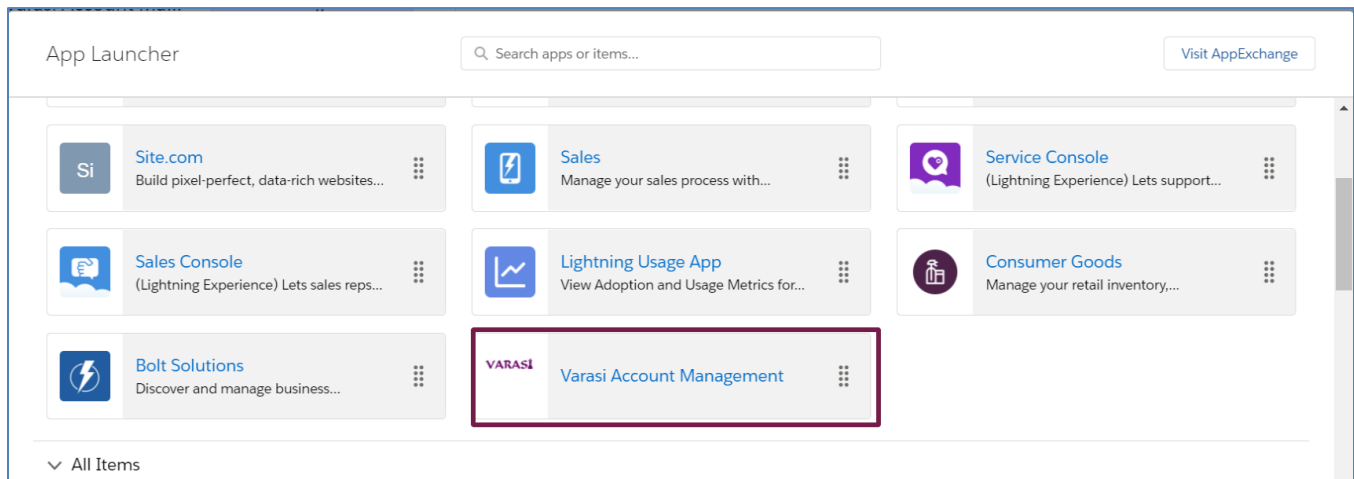 App Launcher
Search apps or items...
Visit AppExchange
Si
Site.com
Build pixel-perfect, data-rich websites...
Sales
Manage your sales process with...
Service Console
(Lightning Experience) Lets support...
Sales Console
(Lightning Experience) Lets sales reps...
Lightning Usage App
View Adoption and Usage Metrics for...
Consumer Goods
Manage your retail inventory,...
Bolt Solutions
Discover and manage business...
VARASI
Varasi Account Management
All Items